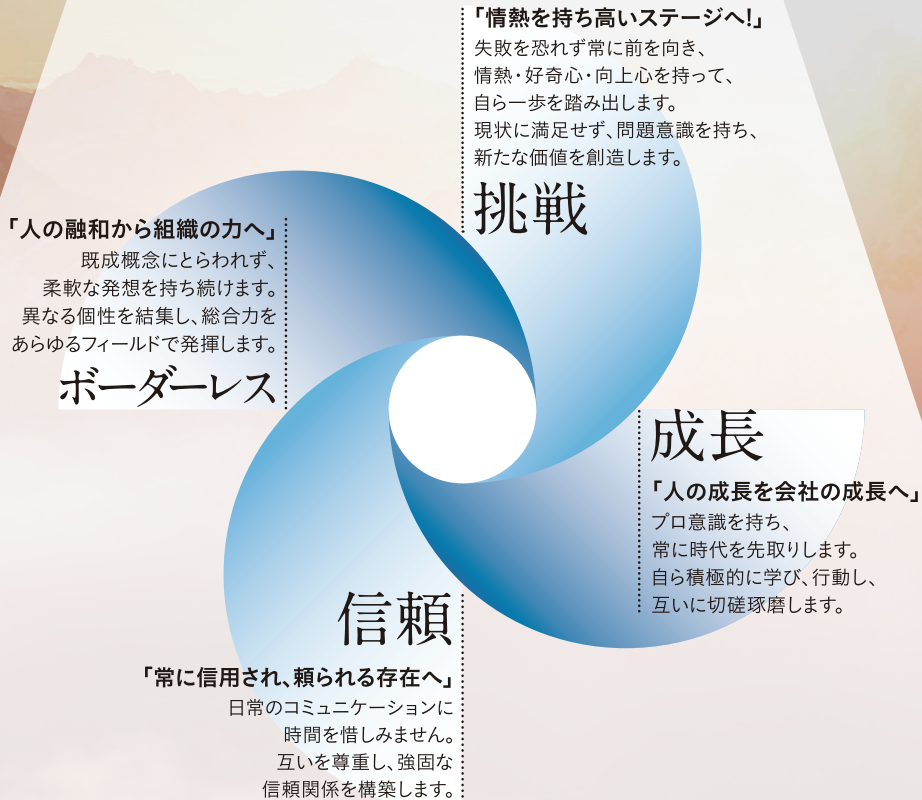 「情熱を持ち高いステージへ!」
失敗を恐れず常に前を向き、
情熱・好奇心・向上心を持って、
自ら一歩を踏み出します。
現状に満足せず、問題意識を持ち、
新たな価値を創造します。
挑戦
「人の融和から組織の力へ」
既成概念にとらわれず、
柔軟な発想を持ち続けます。
異なる個性を結集し、総合力を
あらゆるフィールドで発揮します。
ボーダーレス
成長
「人の成長を会社の成長へ」
プロ意識を持ち、
常に時代を先取りします。
自ら積極的に学び、行動し、
互いに切磋琢磨します。
信頼
「常に信用され、頼られる存在へ」
日常のコミュニケーションに
時間を惜しみません。
互いを尊重し、強固な
信頼関係を構築します。